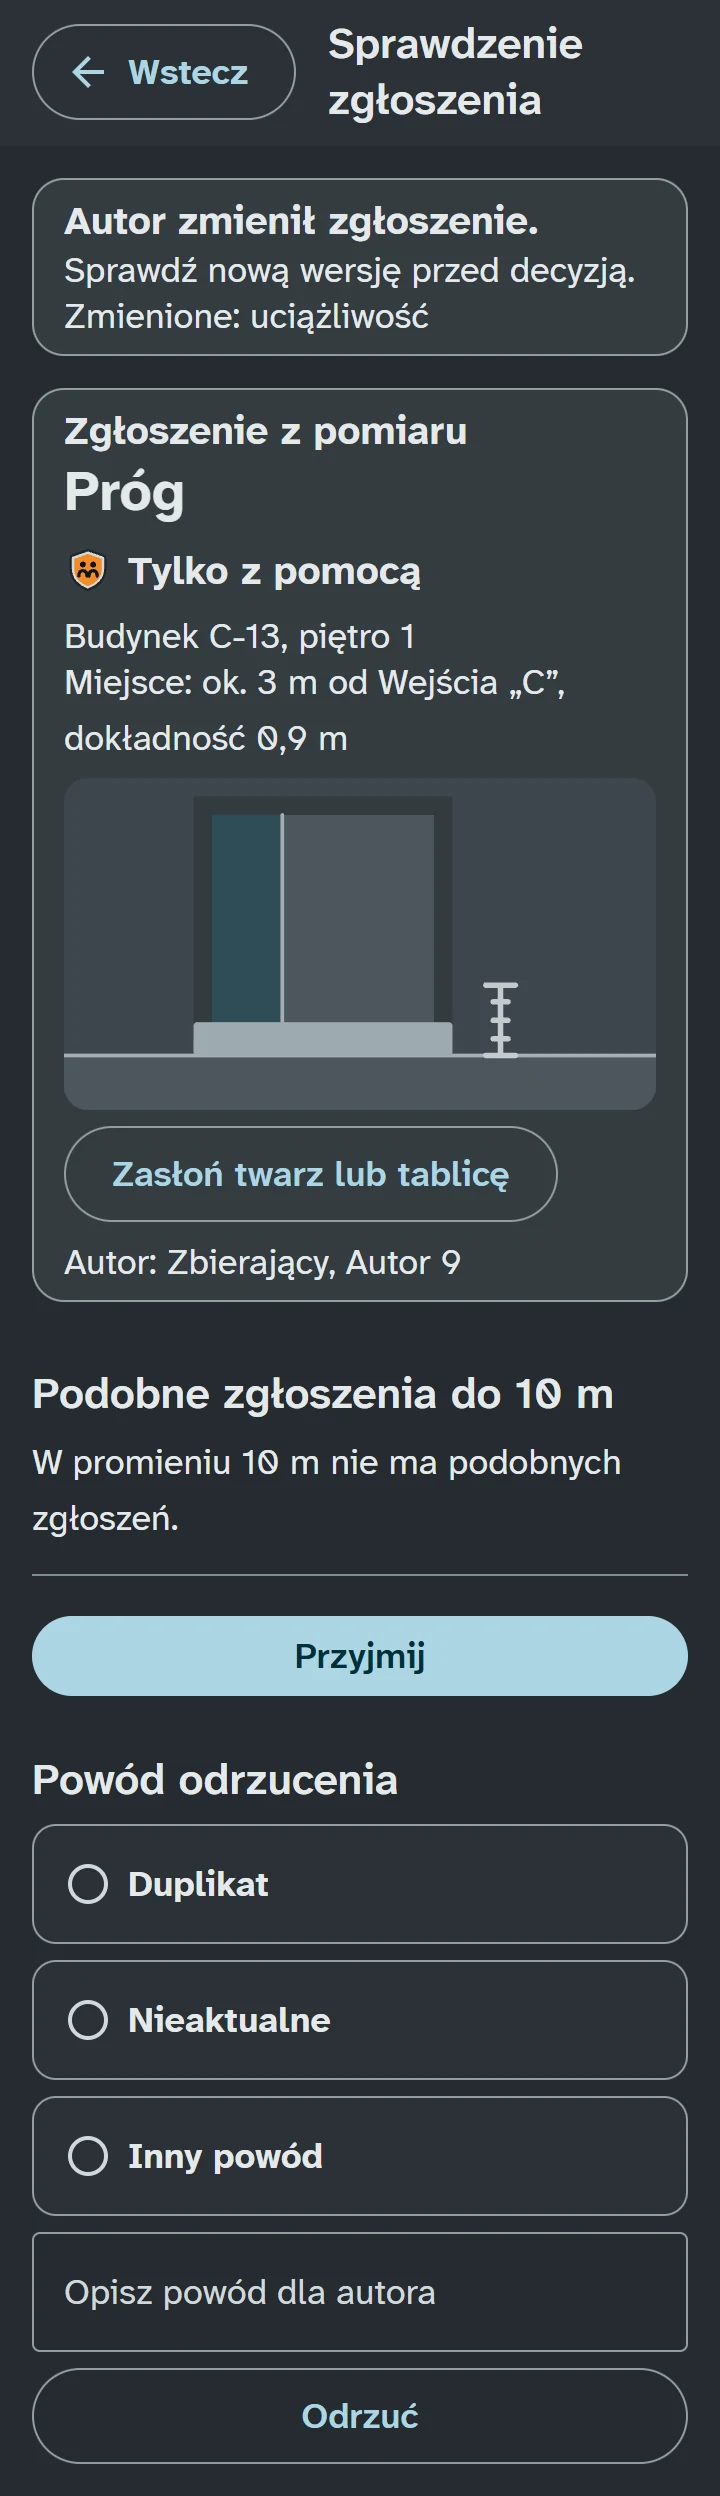 Wstecz
Sprawdzenie
zgłoszenia
Autor zmienił zgłoszenie.
Sprawdź nową wersję przed decyzją.
Zmienione: uciążliwość
Zgłoszenie z pomiaru
Próg
Tylko z pomocą
Budynek C-13, piętro 1
Miejsce: ok. 3 m od Wejścia „C”,
dokładność 0,9 m
Zasłoń twarz lub tablicę
Autor: Zbierający, Autor 9
Podobne zgłoszenia do 10 m
W promieniu 10 m nie ma podobnych
zgłoszeń.
Przyjmij
Powód odrzucenia
Duplikat
Nieaktualne
Inny powód
Opisz powód dla autora
Odrzuć